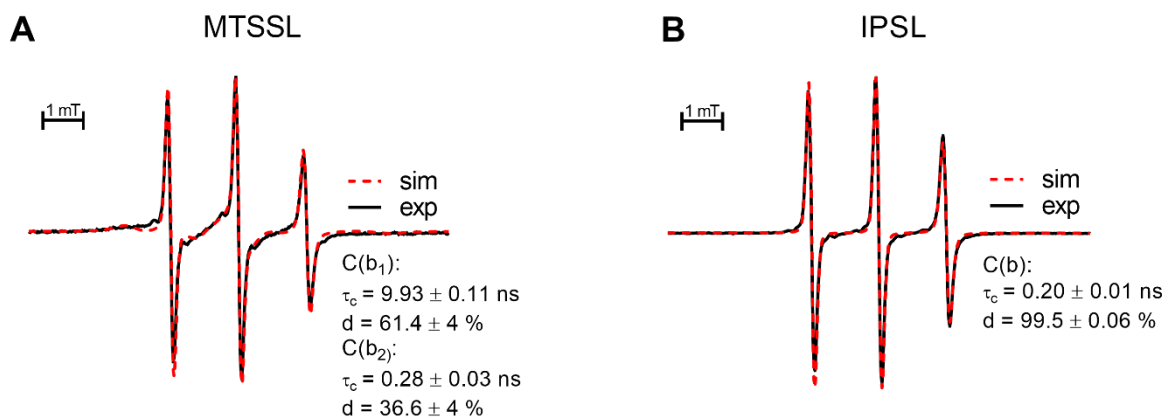 A
MTSSL
1 mT
sim
exp
C(b₁):
τc = 9.93 ± 0.11 ns
d = 61.4 ± 4 %
C(b₂):
τc = 0.28 ± 0.03 ns
d = 36.6 ± 4 %
B
IPSL
1 mT
sim
exp
C(b):
τc = 0.20 ± 0.01 ns
d = 99.5 ± 0.06 %